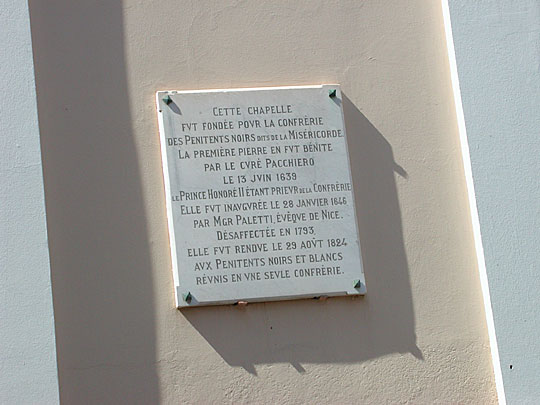 CETTE CHAPELLE
FVT FONDÉE POVR LA CONFRÉRIE
DES PENITENTS NOIRS DITS DE LA MISÉRICORDE.
LA PREMIÈRE PIERRE EN FVT BÉNITE
PAR LE CVRÉ PACCHIERO
LE 13 JVIN 1639
LE PRINCE HONORÉ II ÉTANT PRIEVR DE LA CONFRÉRIE
ELLE FVT INAVGVRÉE LE 28 JANVIER 1646
PAR MGR PALETTI, ÉVÊQVE DE NICE.
DÉSAFFECTÉE EN 1793
ELLE FVT RENDVE LE 29 AOÛT 1824
AVX PENITENTS NOIRS ET BLANCS
RÉVNIS EN VNE SEVLE CONFRÉRIE.